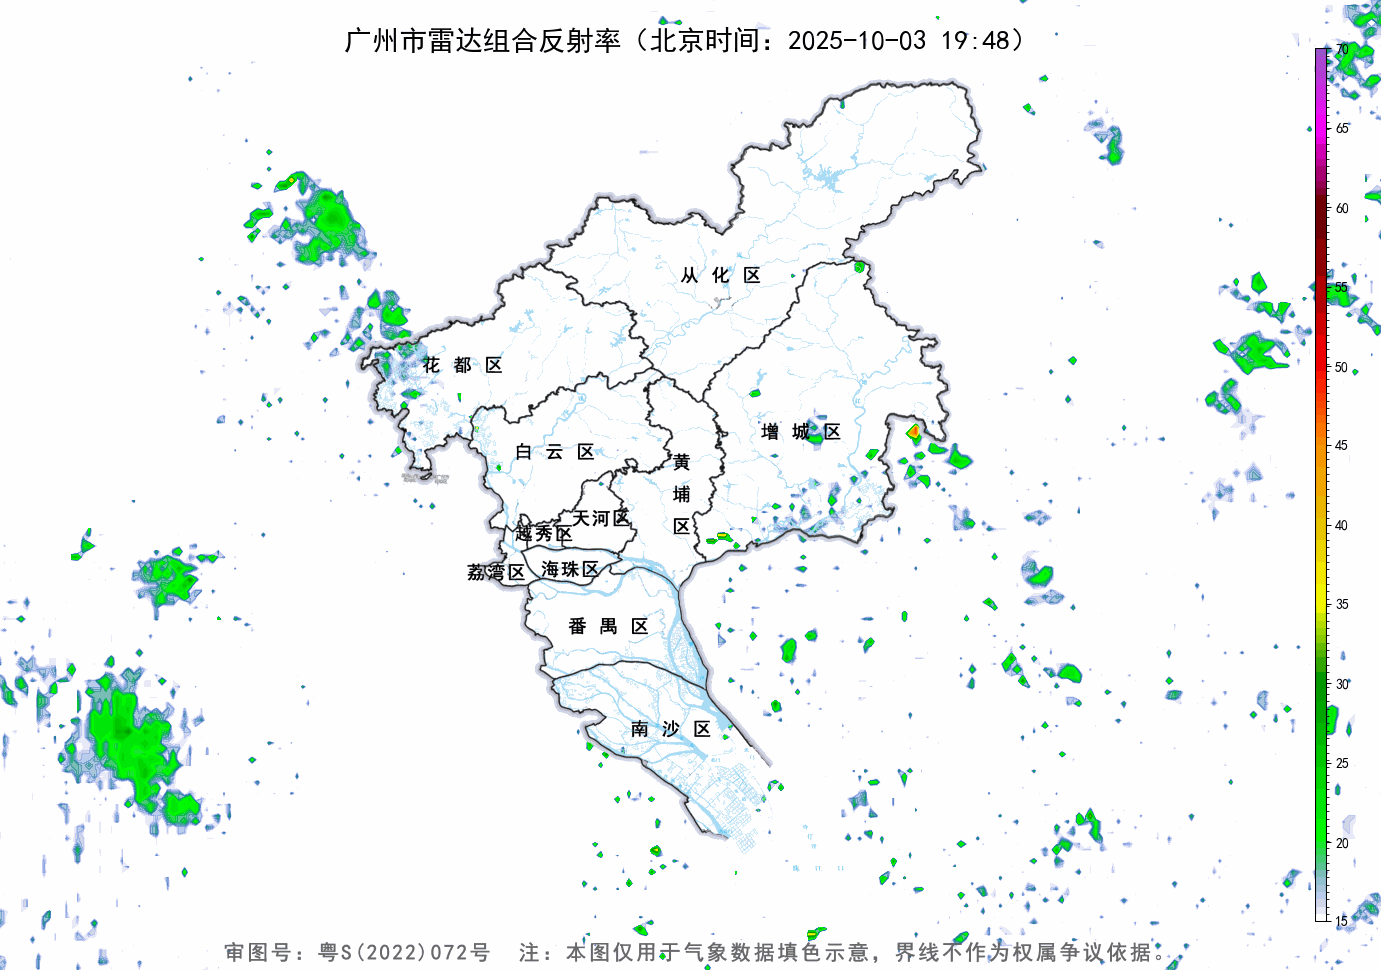 广州市雷达组合反射率（北京时间：2025-10-03 19:48）
70
65
60
55
50
45
40
35
30
25
20
15
从化区
花都区
增城区
白云区
黄埔区
天河区
越秀区
荔湾区
海珠区
番禺区
南沙区
审图号：粤S(2022)072号 注：本图仅用于气象数据填色示意，界线不作为权属争议依据。